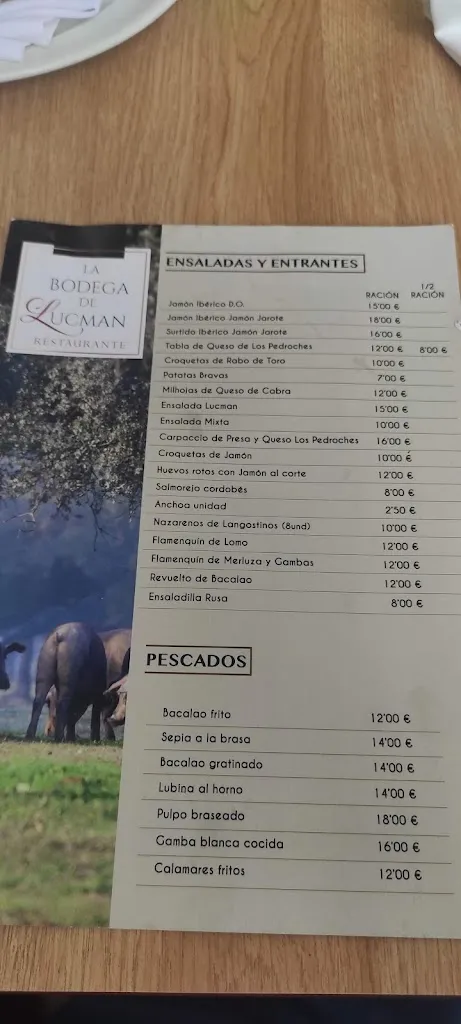 LA
BODEGA
DE
LUCMAN
RESTAURANTE
ENSALADAS Y ENTRANTES
RACIÓN 1/2 RACIÓN
Jamón Ibérico D.O. 15'00 €
Jamón Ibérico Jamón Jarote 18'00 €
Surtido Ibérico Jamón Jarote 16'00 €
Tabla de Queso de Los Pedroches 12'00 € 8'00 €
Croquetas de Rabo de Toro 10'00 €
Patatas Bravas 7'00 €
Milhojas de Queso de Cabra 12'00 €
Ensalada Lucman 15'00 €
Ensalada Mixta 10'00 €
Carpaccio de Presa y Queso Los Pedroches 16'00 €
Croquetas de Jamón 10'00 €
Huevos rotos con Jamón al corte 12'00 €
Salmorejo cordobés 8'00 €
Anchoa unidad 2'50 €
Nazarenos de Langostinos (8und) 10'00 €
Flamenquín de Lomo 12'00 €
Flamenquín de Merluza y Gambas 12'00 €
Revuelto de Bacalao 12'00 €
Ensaladilla Rusa 8'00 €
PESCADOS
Bacalao frito 12'00 €
Sepia a la brasa 14'00 €
Bacalao gratinado 14'00 €
Lubina al horno 14'00 €
Pulpo braseado 18'00 €
Gamba blanca cocida 16'00 €
Calamares fritos 12'00 €